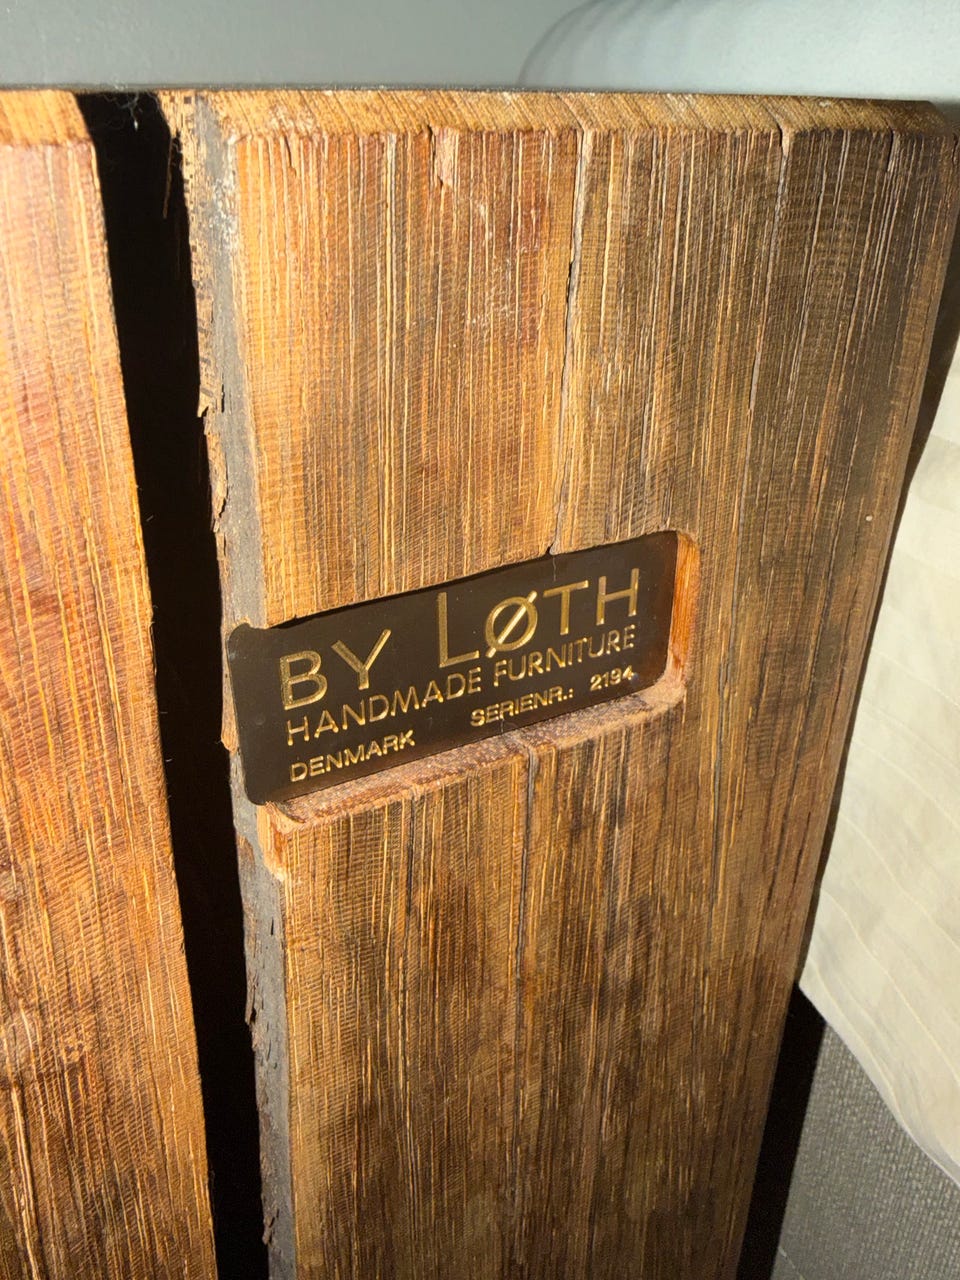 BY LØTH
HANDMADE FURNITURE
DENMARK SERIENR.: 2194